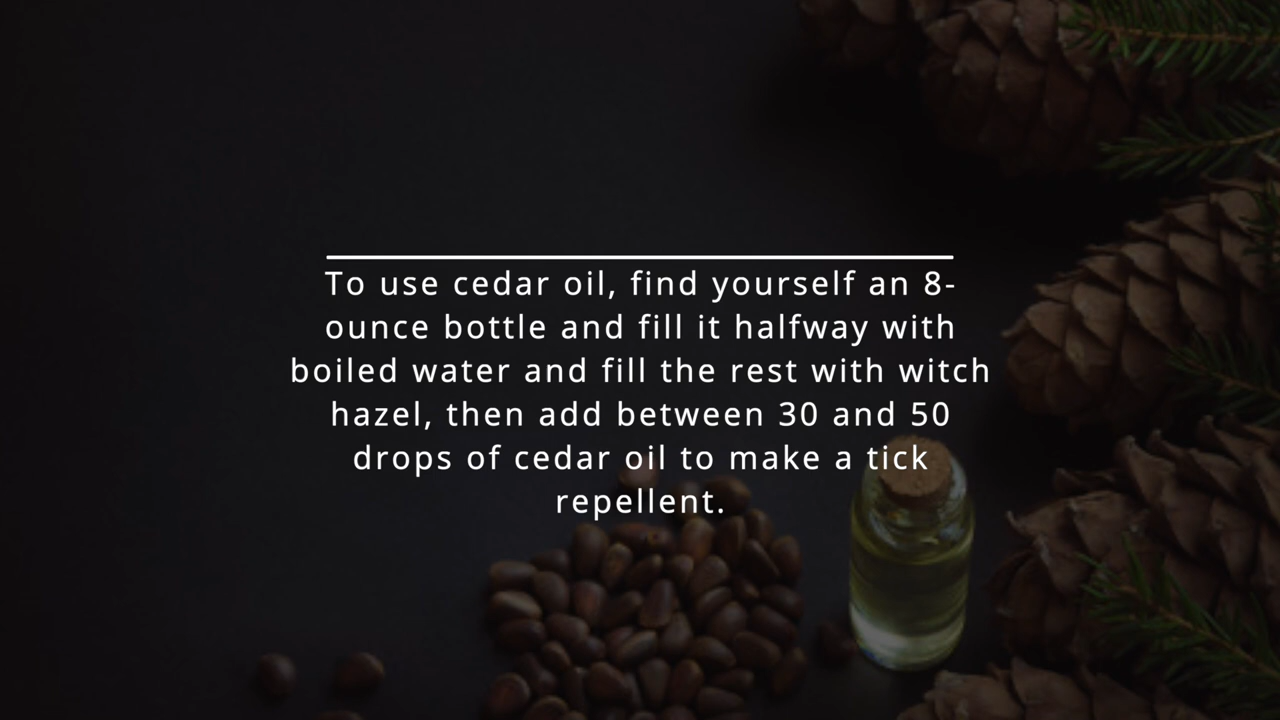 To use cedar oil, find yourself an 8-
ounce bottle and fill it halfway with
boiled water and fill the rest with witch
hazel, then add between 30 and 50
drops of cedar oil to make a tick
repellent.